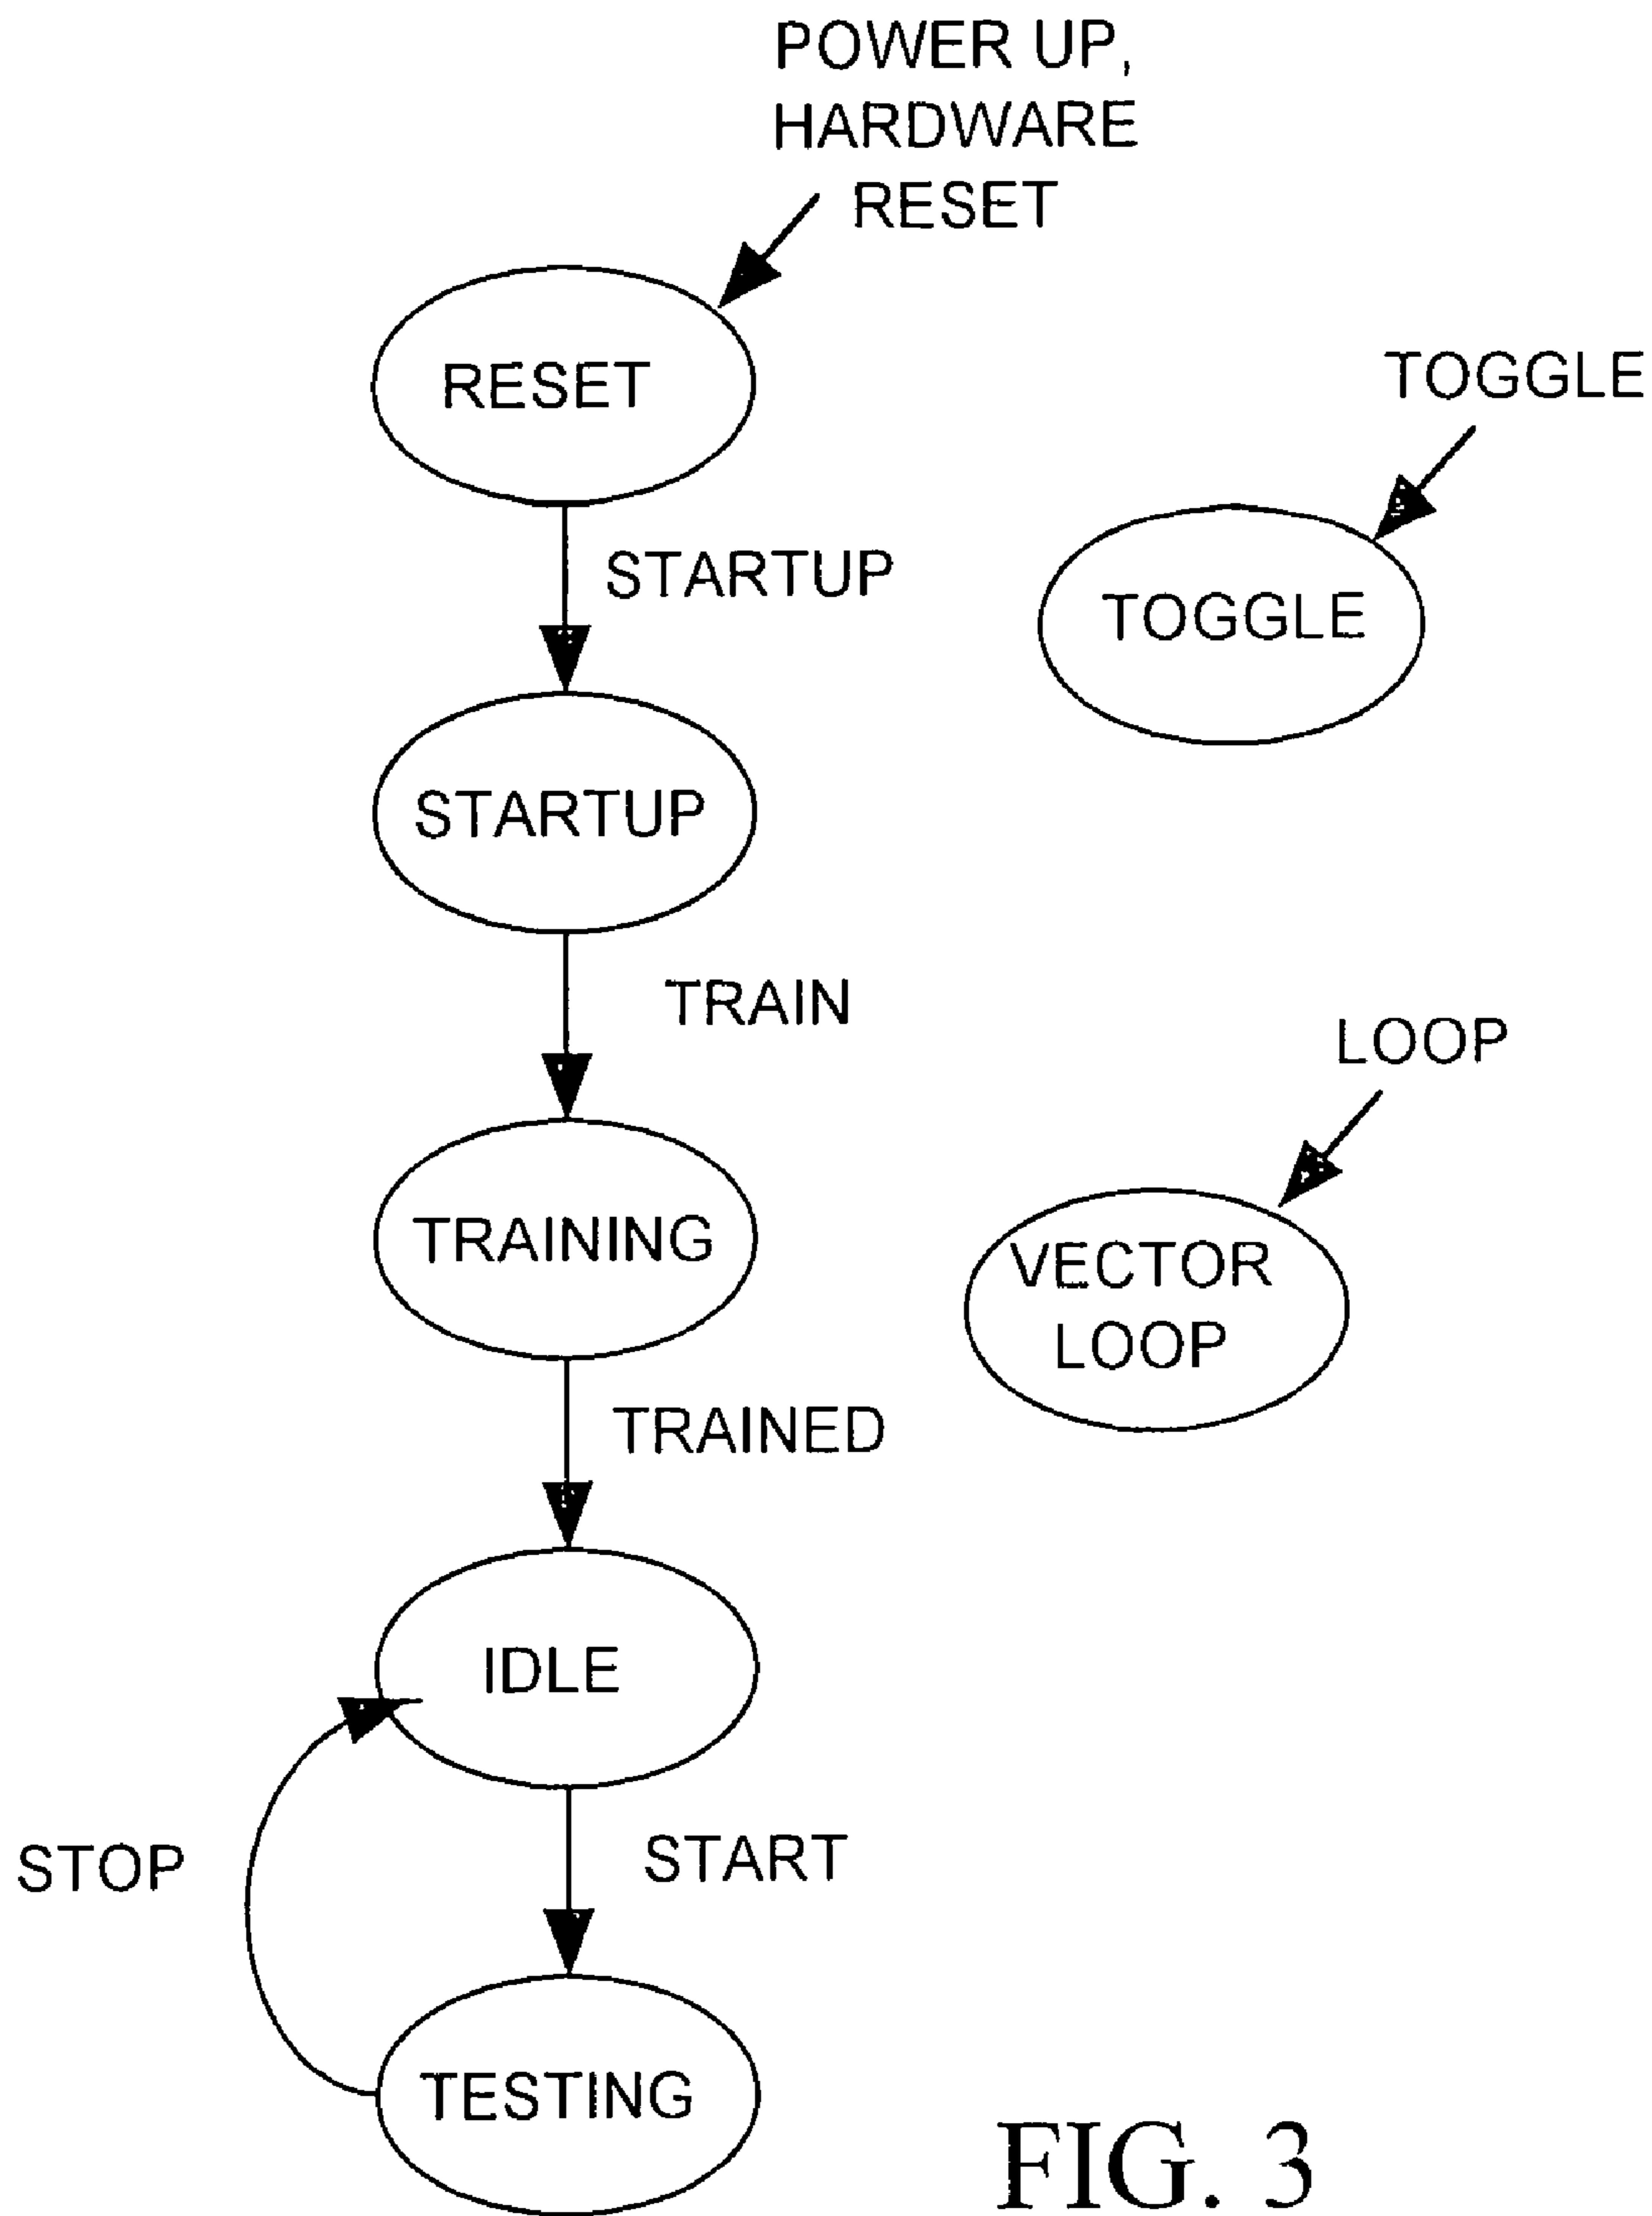 POWER UP,
HARDWARE
RESET
RESET
TOGGLE
STARTUP
TOGGLE
STARTUP
TRAIN
LOOP
TRAINING
VECTOR
LOOP
TRAINED
IDLE
STOP
START
TESTING
FIG. 3